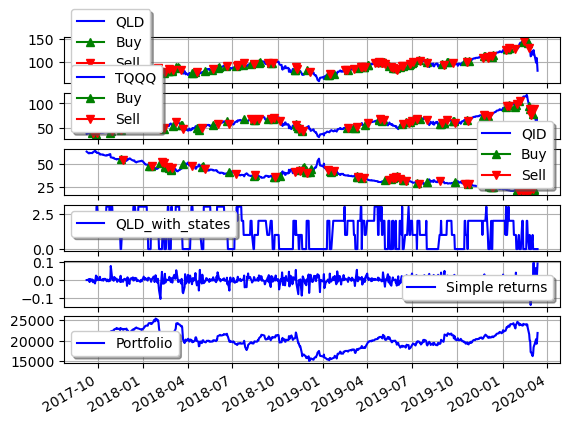 QLD
Buy
Sell
150
100
TQQQ
Buy
Sell
100
50
QID
Buy
Sell
50
25
QLD_with_states
2.5
0.0
Simple returns
0.1
0.0
−0.1
Portfolio
25000
20000
15000
2017-10
2018-01
2018-04
2018-07
2018-10
2019-01
2019-04
2019-07
2019-10
2020-01
2020-04